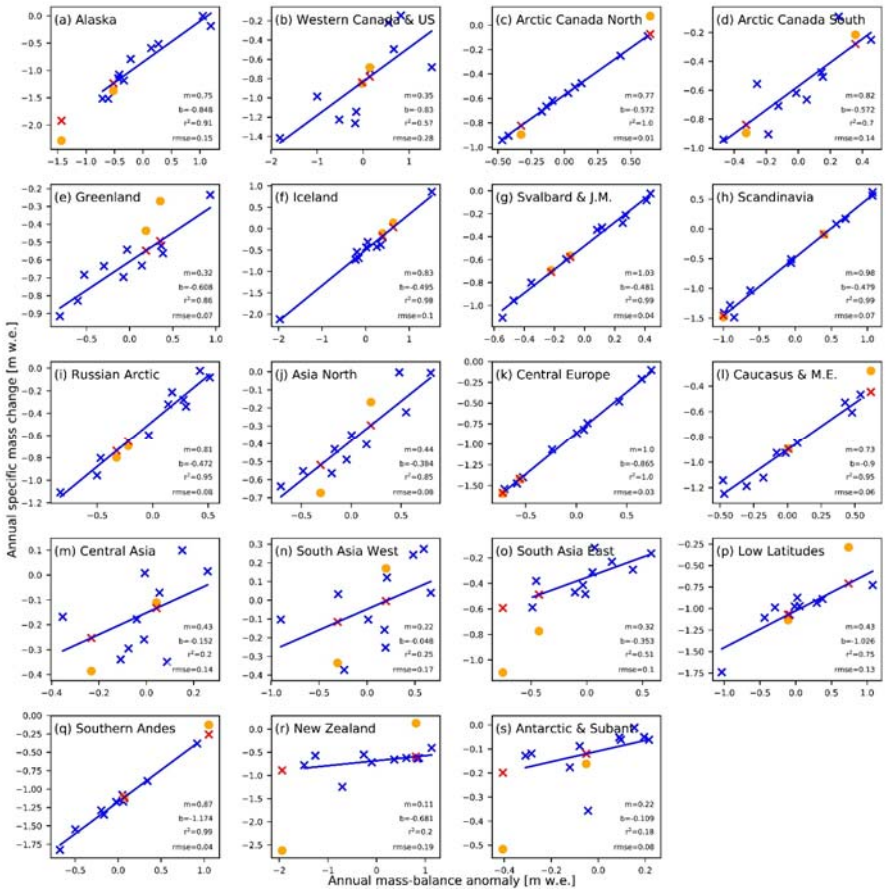 (a) Alaska
m=0.75
b=-0.848
r²=0.91
rmse=0.15
(b) Western Canada & US
m=0.35
b=-0.83
r²=0.57
rmse=0.28
(c) Arctic Canada North
m=0.77
b=-0.572
r²=1.0
rmse=0.01
(d) Arctic Canada South
m=0.82
b=-0.572
r²=0.7
rmse=0.14
(e) Greenland
m=0.32
b=-0.608
r²=0.86
rmse=0.07
(f) Iceland
m=0.83
b=-0.495
r²=0.98
rmse=0.1
(g) Svalbard & J.M.
m=1.03
b=-0.481
r²=0.99
rmse=0.04
(h) Scandinavia
m=0.98
b=-0.479
r²=0.99
rmse=0.07
(i) Russian Arctic
m=0.81
b=-0.472
r²=0.95
rmse=0.08
(j) Asia North
m=0.44
b=-0.384
r²=0.85
rmse=0.08
(k) Central Europe
m=1.0
b=-0.865
r²=1.0
rmse=0.03
(l) Caucasus & M.E.
m=0.73
b=-0.9
r²=0.95
rmse=0.06
(m) Central Asia
m=0.43
b=-0.152
r²=0.2
rmse=0.14
(n) South Asia West
m=0.22
b=-0.048
r²=0.25
rmse=0.17
(o) South Asia East
m=0.32
b=-0.353
r²=0.51
rmse=0.1
(p) Low Latitudes
m=0.43
b=-1.026
r²=0.75
rmse=0.13
(q) Southern Andes
m=0.87
b=-1.174
r²=0.99
rmse=0.04
(r) New Zealand
m=0.11
b=-0.681
r²=0.2
rmse=0.19
(s) Antarctic & Subant
m=0.22
b=-0.109
r²=0.18
rmse=0.08
Annual specific mass change [m w.e.]
Annual mass-balance anomaly [m w.e.]